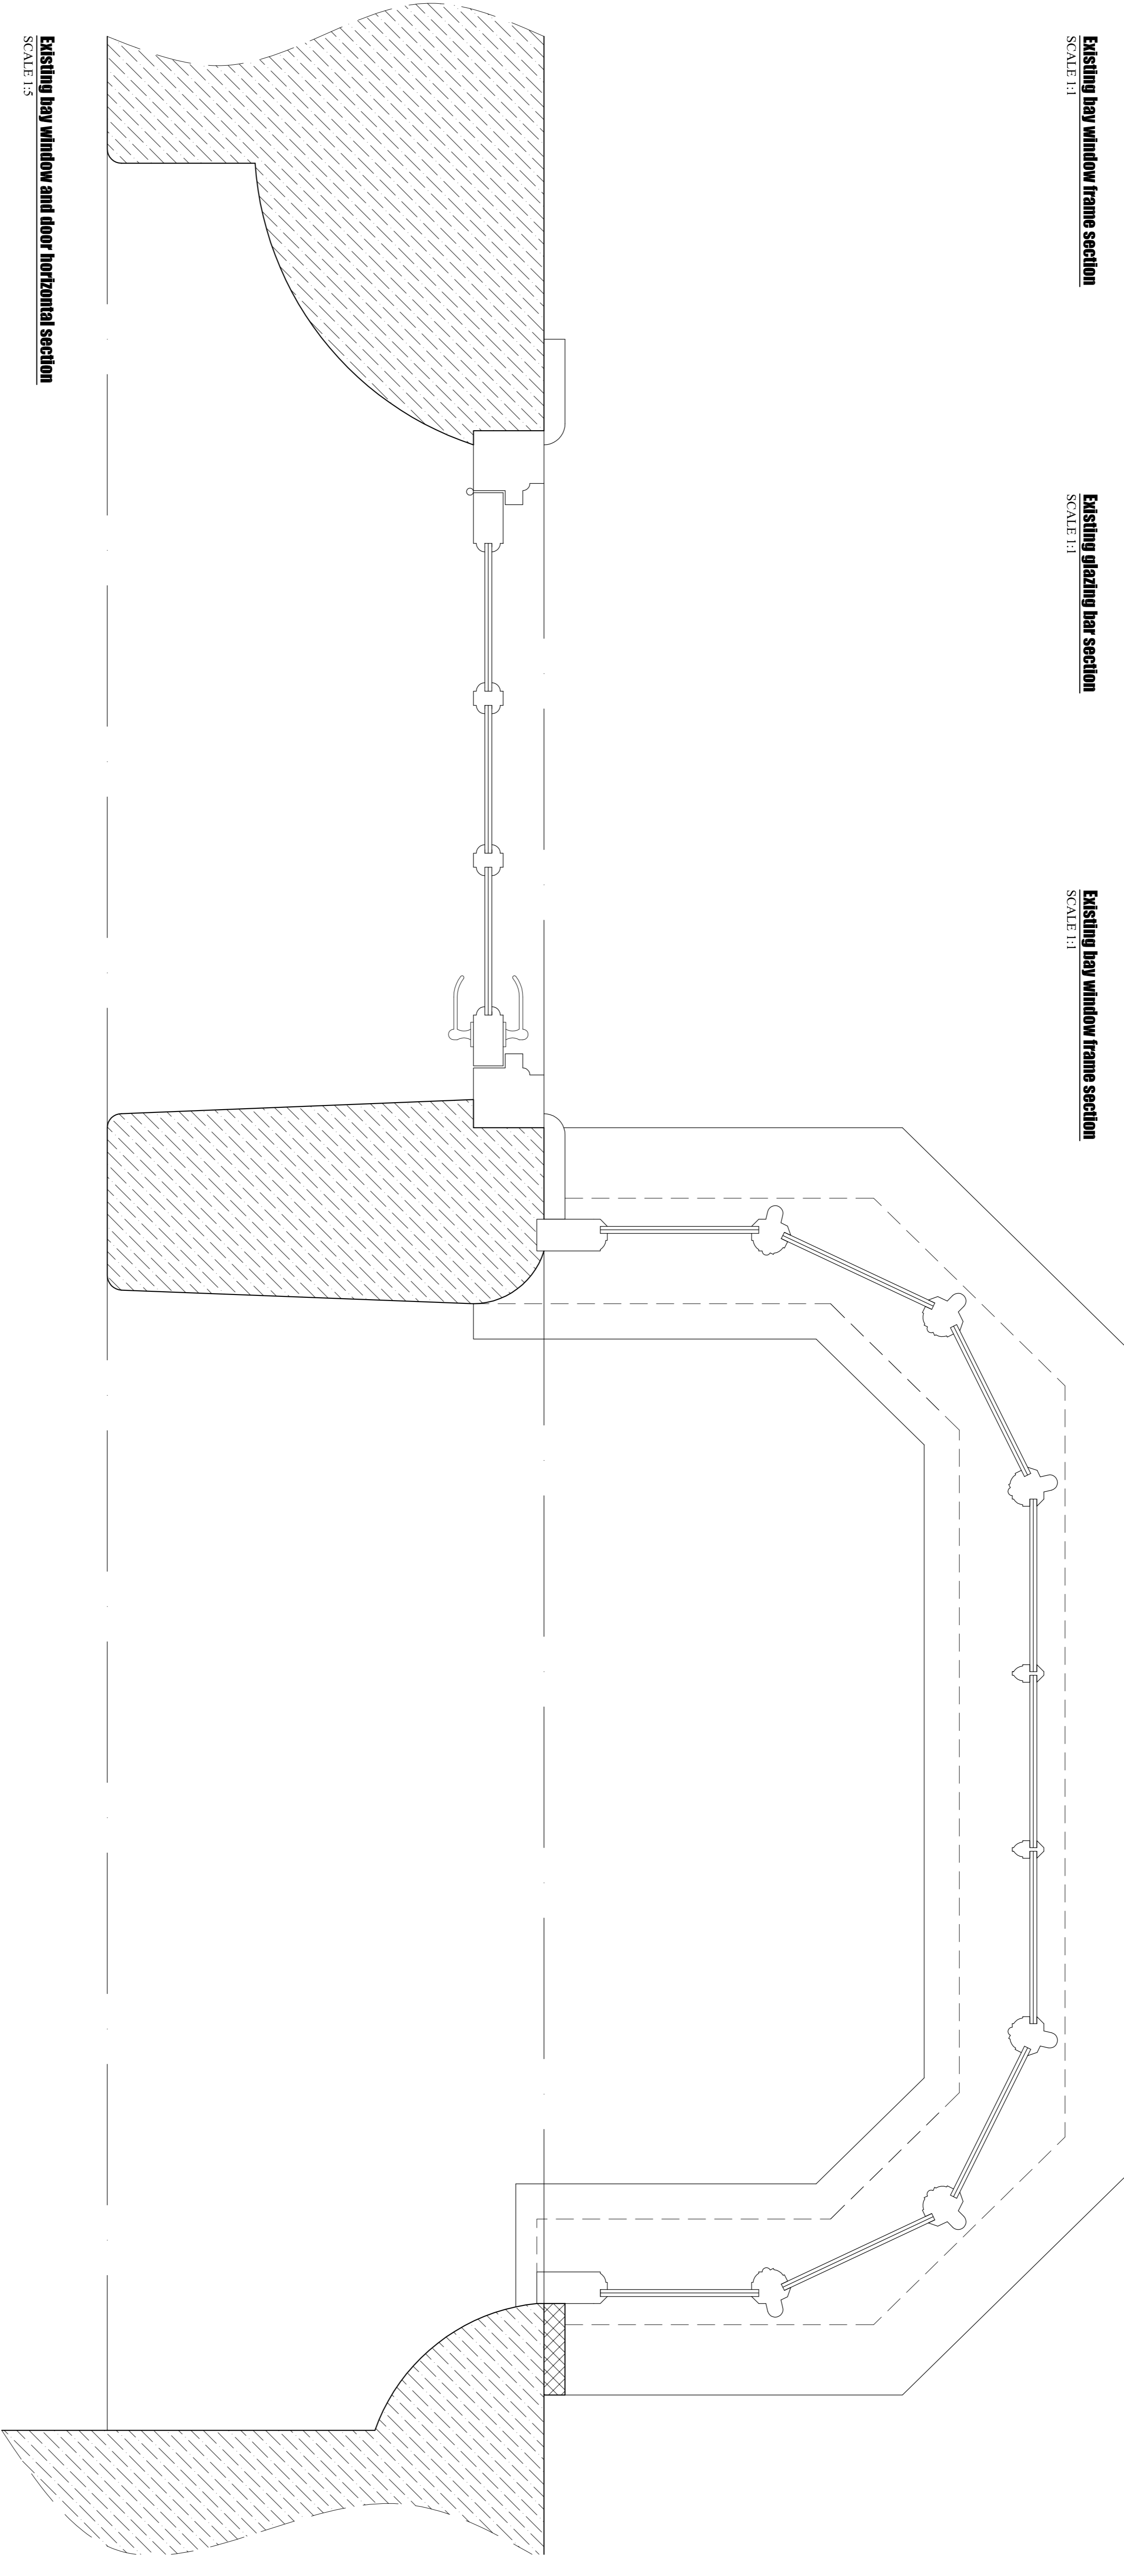 Existing bay window frame section
SCALE 1:1
Existing glazing bar section
SCALE 1:1
Existing bay window frame section
SCALE 1:1
Existing bay window and door horizontal section
SCALE 1:5